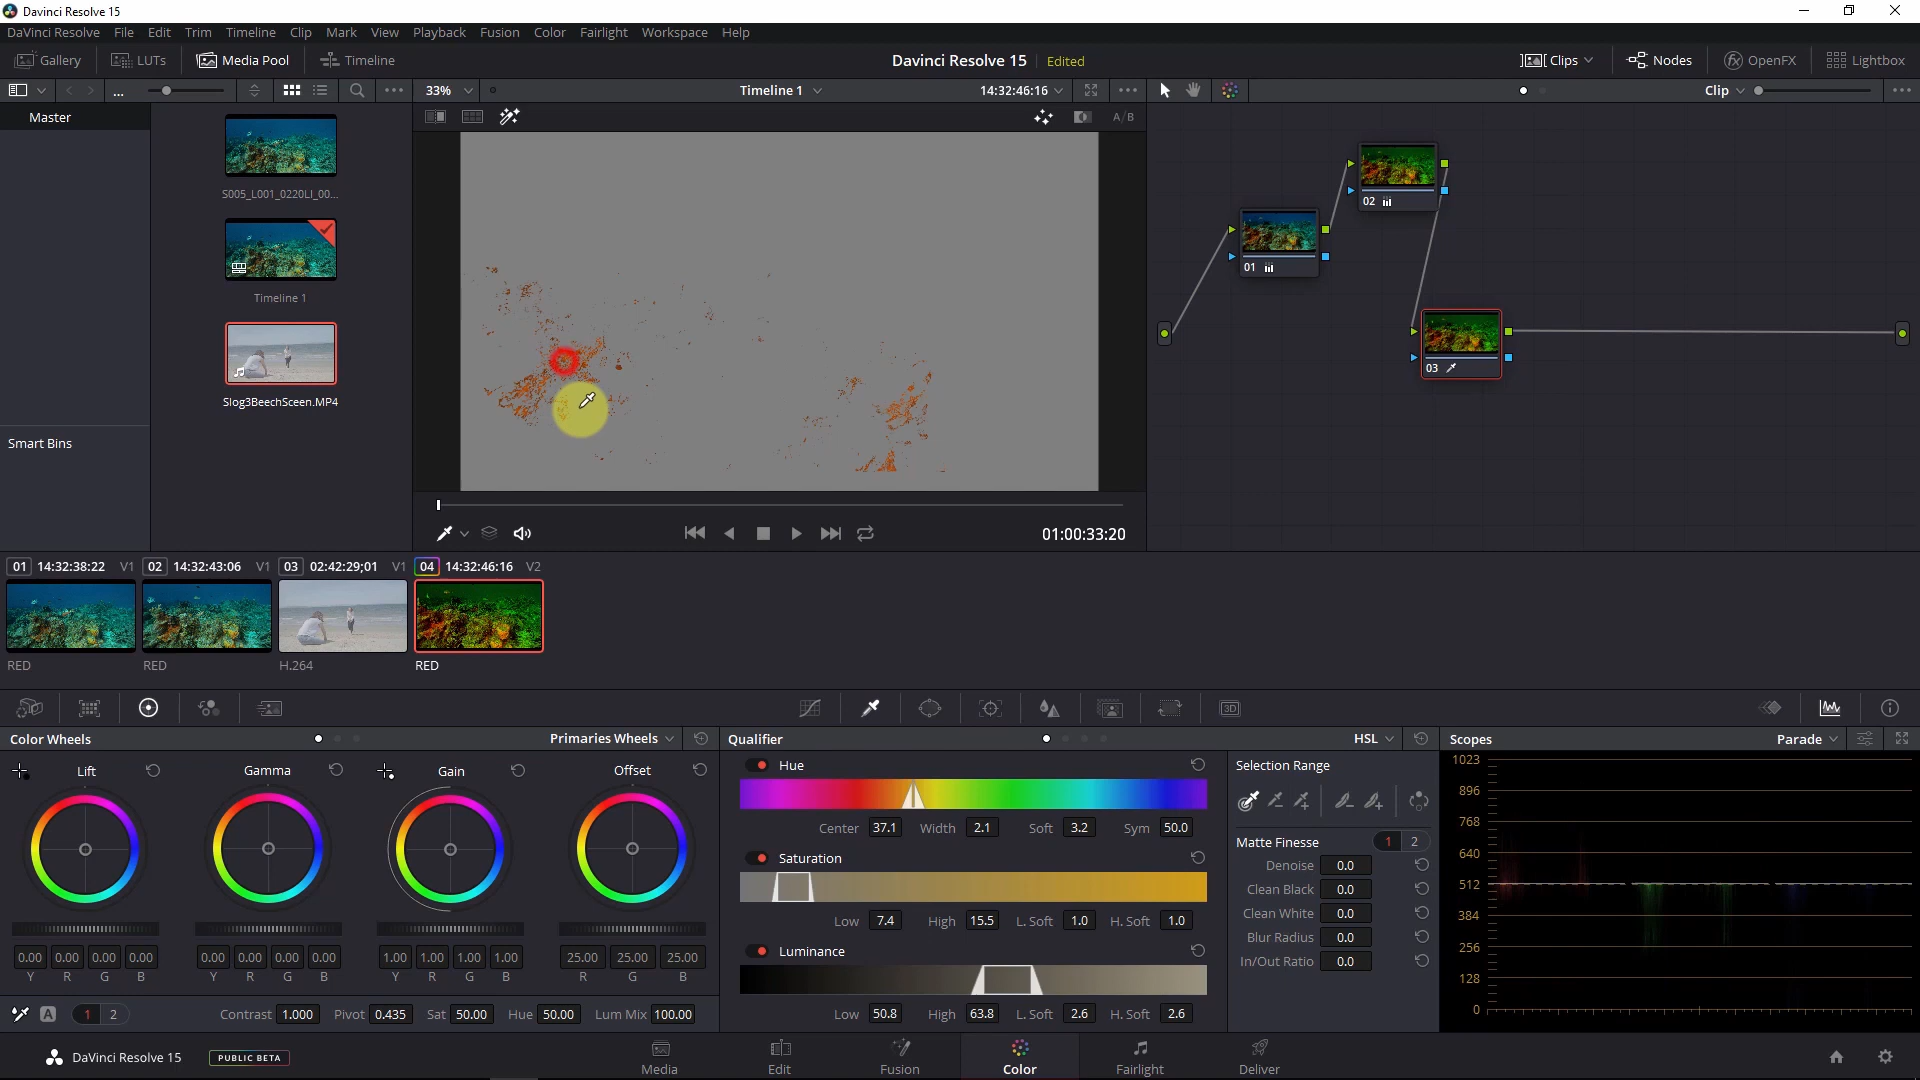 Davinci Resolve 15
DaVinci Resolve File Edit Trim Timeline Clip Mark View Playback Fusion Color Fairlight Workspace Help
Gallery LUTs Media Pool Timeline Davinci Resolve 15 Edited Clips Nodes OpenFX Lightbox
... 33% Timeline 1 14:32:46:16 Clip
Master
A/B
S005_L001_0220LI_00...
Timeline 1
Slog3BeechSceen.MP4
Smart Bins
02
01
03
01:00:33:20
01 14:32:38:22 V1 02 14:32:43:06 V1 03 02:42:29;01 V1 04 14:32:46:16 V2
RED RED H.264 RED
3D
Color Wheels Primaries Wheels Qualifier HSL Scopes Parade
Lift Gamma Gain Offset
0.00 0.00 0.00 0.00 0.00 0.00 0.00 0.00 1.00 1.00 1.00 1.00 25.00 25.00 25.00
Y R G B Y R G B Y R G B R G B
A 1 2 Contrast 1.000 Pivot 0.435 Sat 50.00 Hue 50.00 Lum Mix 100.00
Hue
Center 37.1 Width 2.1 Soft 3.2 Sym 50.0
Saturation
Low 7.4 High 15.5 L. Soft 1.0 H. Soft 1.0
Luminance
Low 50.8 High 63.8 L. Soft 2.6 H. Soft 2.6
Selection Range
Matte Finesse 1 2
Denoise 0.0
Clean Black 0.0
Clean White 0.0
Blur Radius 0.0
In/Out Ratio 0.0
1023
896
768
640
512
384
256
128
0
DaVinci Resolve 15 PUBLIC BETA
Media Edit Fusion Color Fairlight Deliver